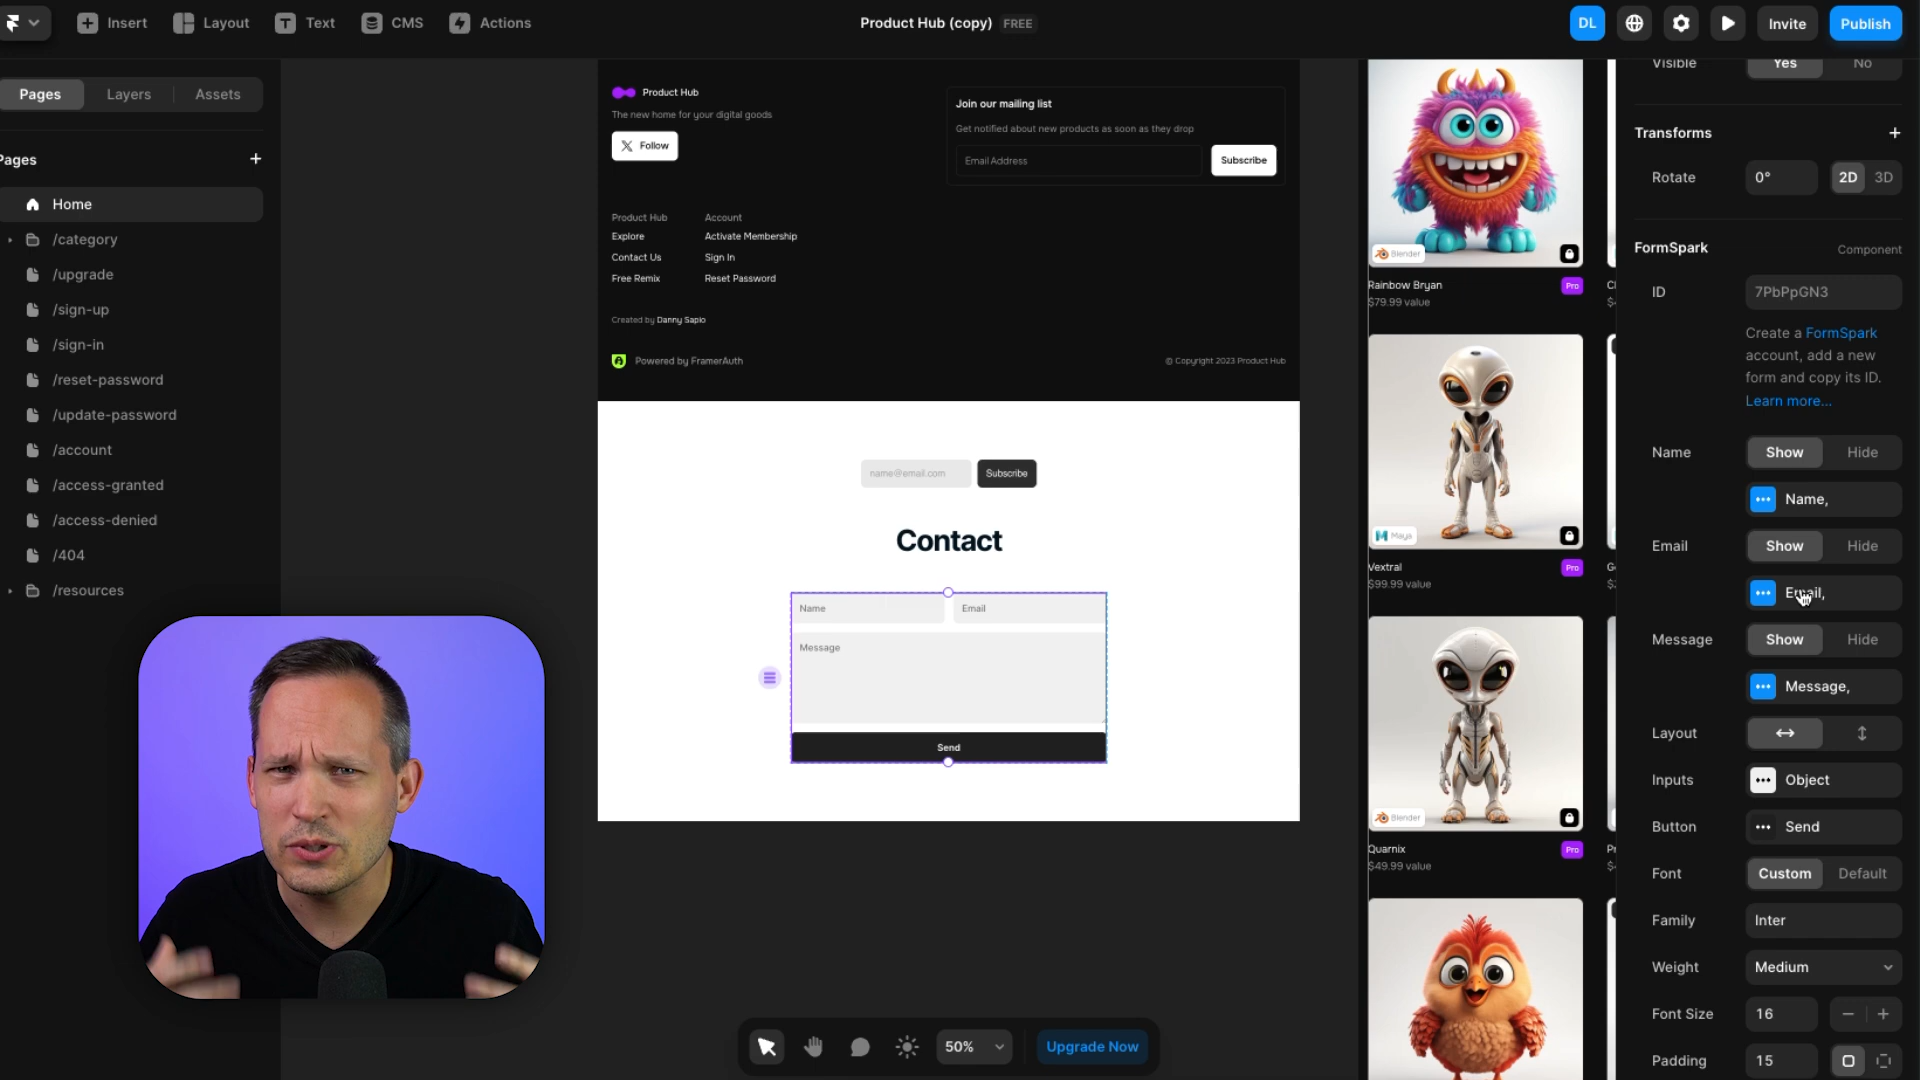 Insert
Layout
Text
CMS
Actions
Product Hub (copy) FREE
DL
Invite
Publish
Pages
Layers
Assets
Pages
Home
/category
/upgrade
/sign-up
/sign-in
/reset-password
/update-password
/account
/access-granted
/access-denied
/404
/resources
Product Hub
The new home for your digital goods
Follow
Join our mailing list
Get notified about new products as soon as they drop
Email Address
Subscribe
Product Hub
Account
Explore
Activate Membership
Contact Us
Sign In
Free Remix
Reset Password
Created by Danny Sapio
Powered by FramerAuth
© Copyright 2023 Product Hub
name@email.com
Subscribe
Contact
Name
Email
Message
Send
50%
Upgrade Now
Blender
Rainbow Bryan
Pro
$79.99 value
Maya
Vextral
Pro
$99.99 value
Blender
Quarnix
Pro
$49.99 value
Visible
Yes
No
Transforms
Rotate
0°
2D
3D
FormSpark
Component
ID
7PbPpGN3
Create a FormSpark
account, add a new
form and copy its ID.
Learn more...
Name
Show
Hide
Name,
Email
Show
Hide
Email,
Message
Show
Hide
Message,
Layout
Inputs
Object
Button
Send
Font
Custom
Default
Family
Inter
Weight
Medium
Font Size
16
Padding
15